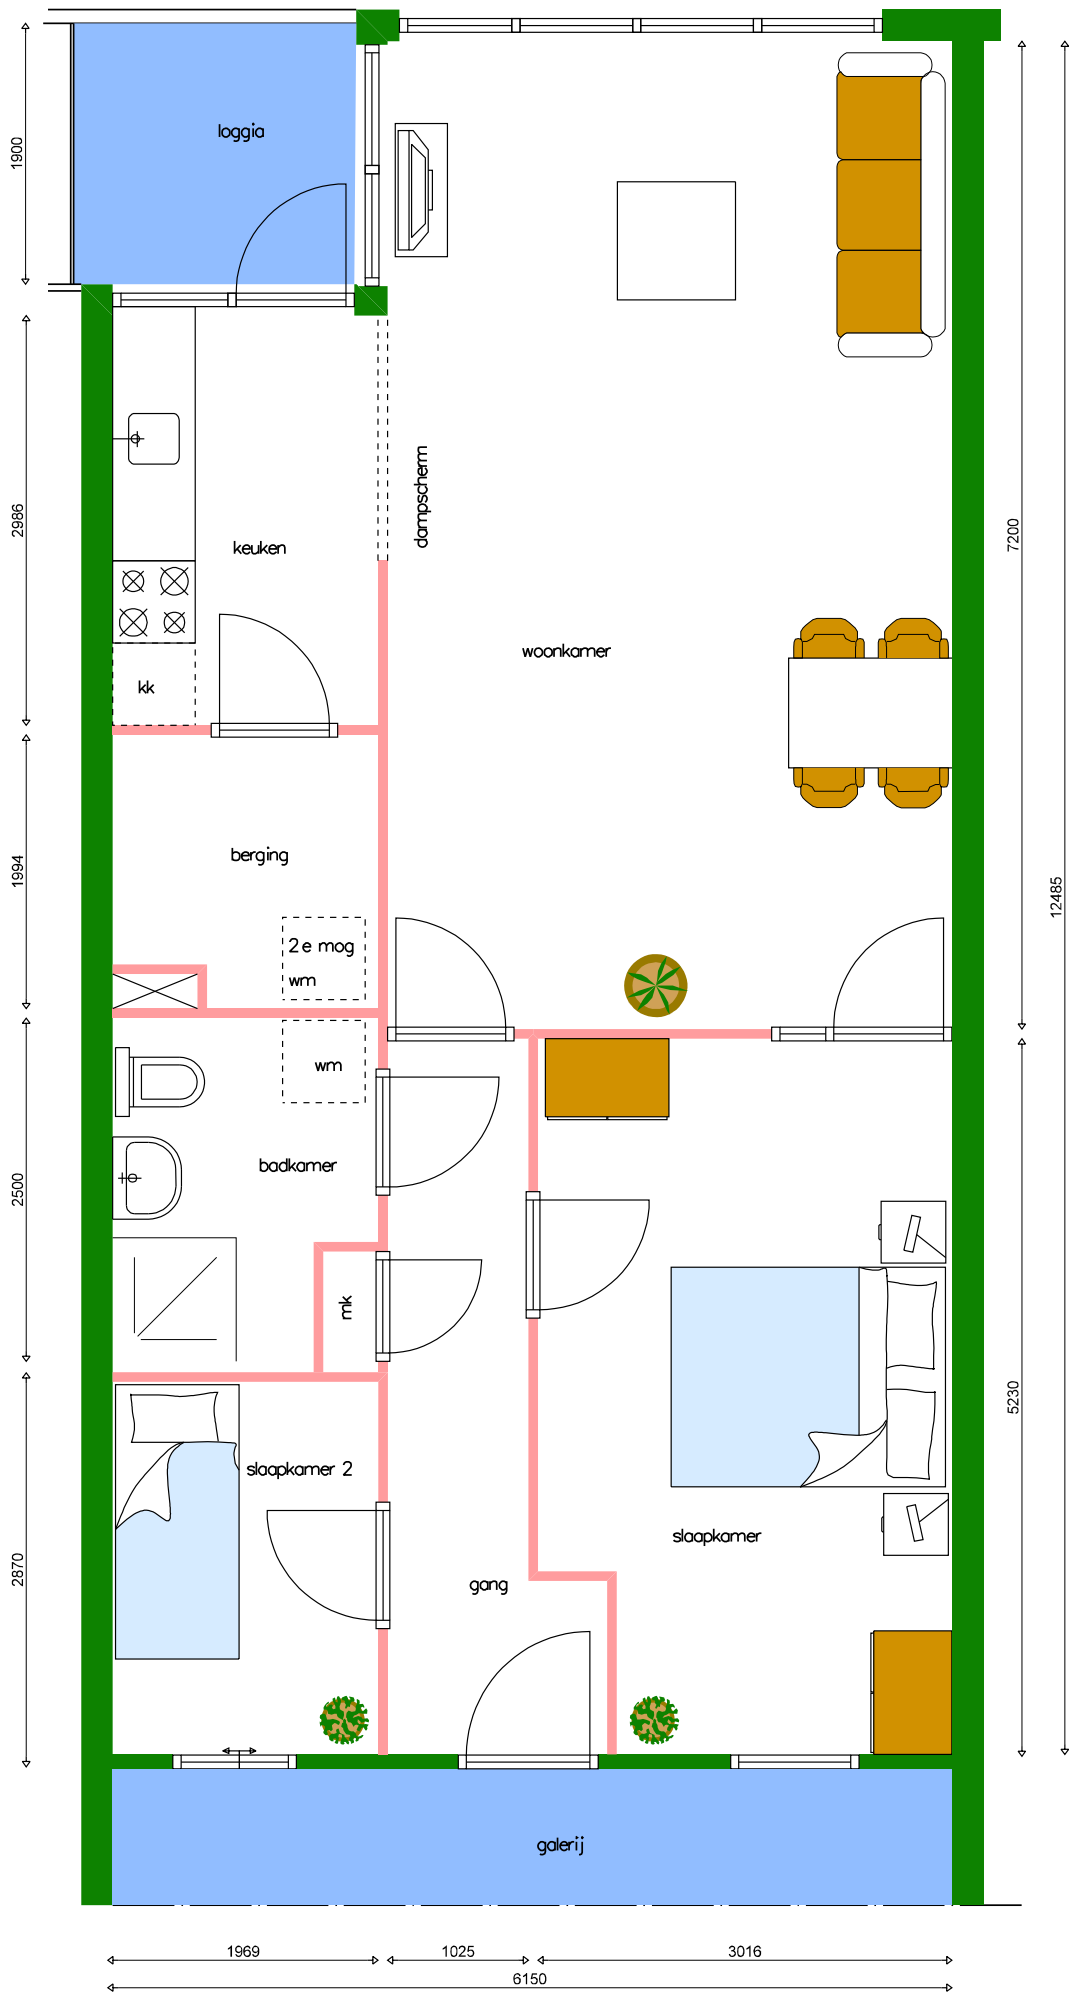 loggia
1900
dampscherm
2986
keuken
7200
woonkamer
kk
berging
1994
12485
2e mog
wm
wm
badkamer
2500
mk
5230
slaapkamer 2
slaapkamer
2870
gang
galerij
1969
1025
3016
6150